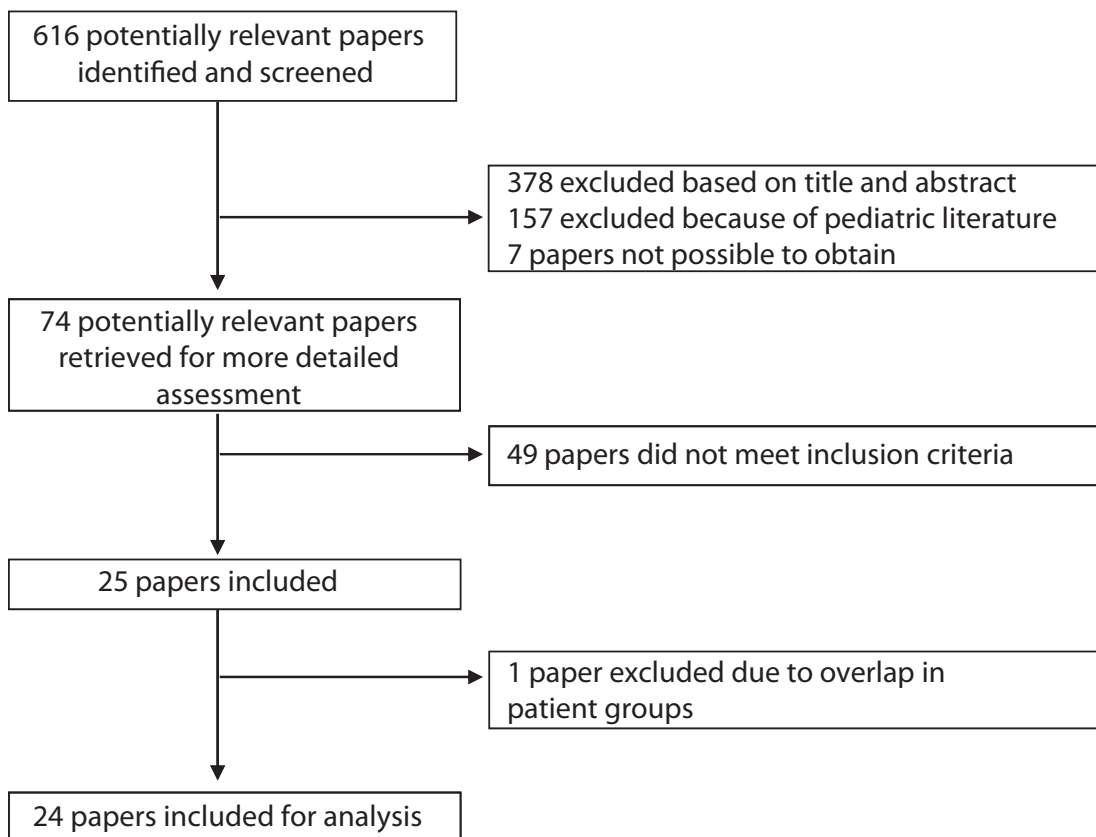 616 potentially relevant papers
identified and screened
378 excluded based on title and abstract
157 excluded because of pediatric literature
7 papers not possible to obtain
74 potentially relevant papers
retrieved for more detailed
assessment
49 papers did not meet inclusion criteria
25 papers included
1 paper excluded due to overlap in
patient groups
24 papers included for analysis